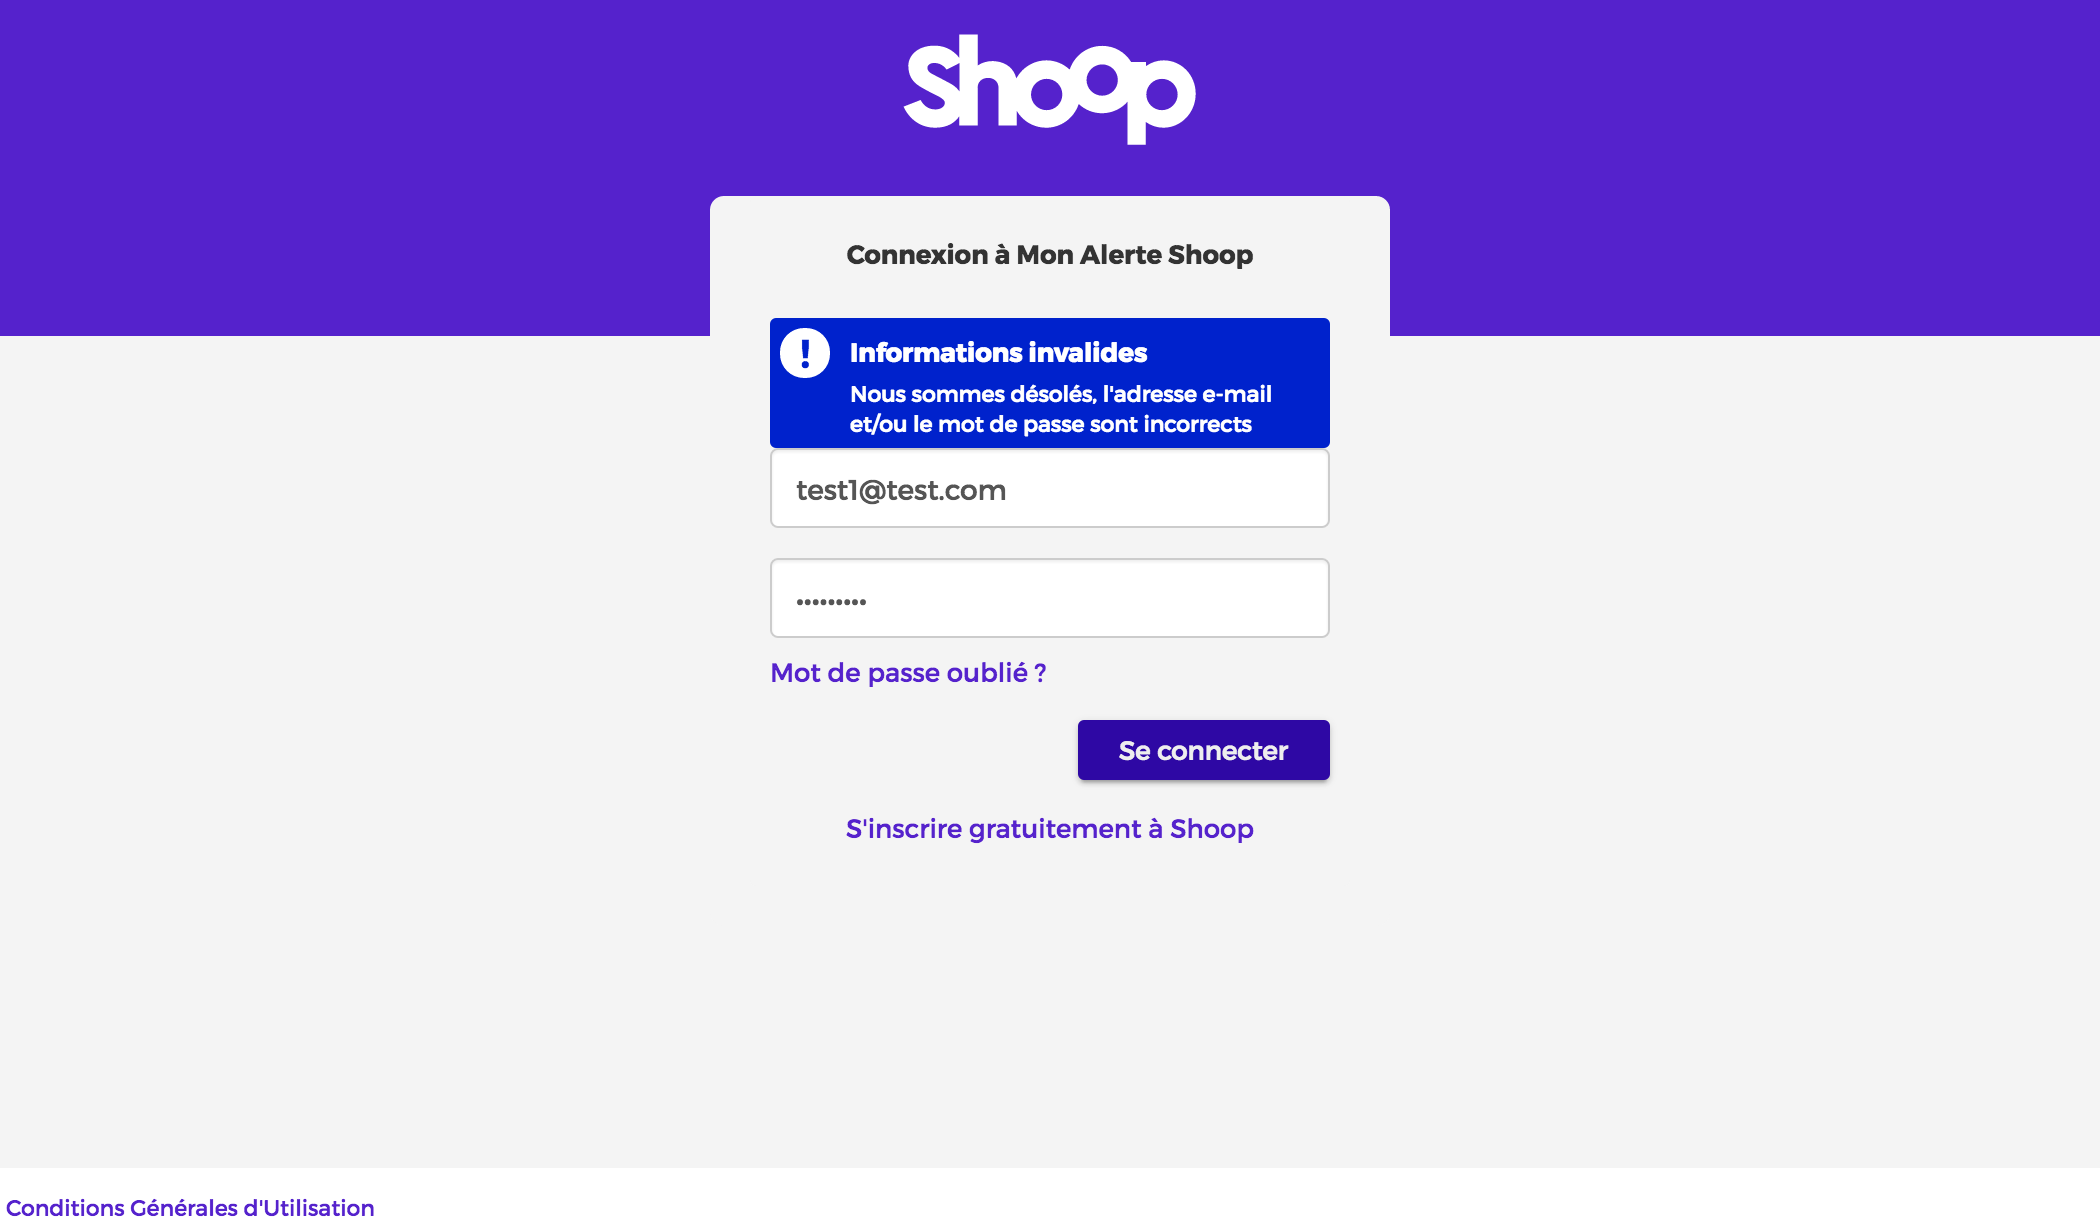 Shoop
Connexion à Mon Alerte Shoop
Informations invalides
Nous sommes désolés, l'adresse e-mail
et/ou le mot de passe sont incorrects
test1@test.com
•••••••••
Mot de passe oublié ?
Se connecter
S'inscrire gratuitement à Shoop
Conditions Générales d'Utilisation